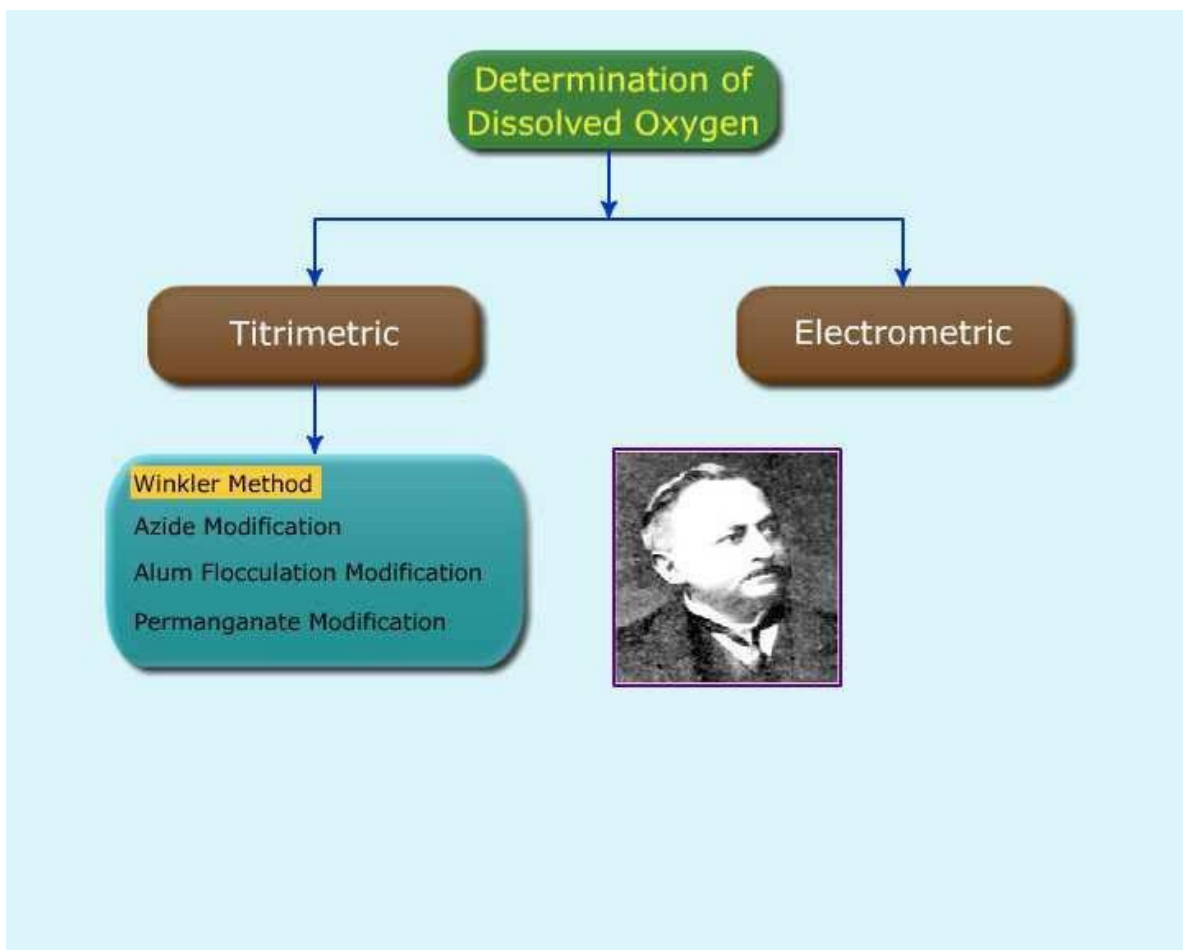 Determination of
Dissolved Oxygen
Titrimetric
Electrometric
Winkler Method
Azide Modification
Alum Flocculation Modification
Permanganate Modification